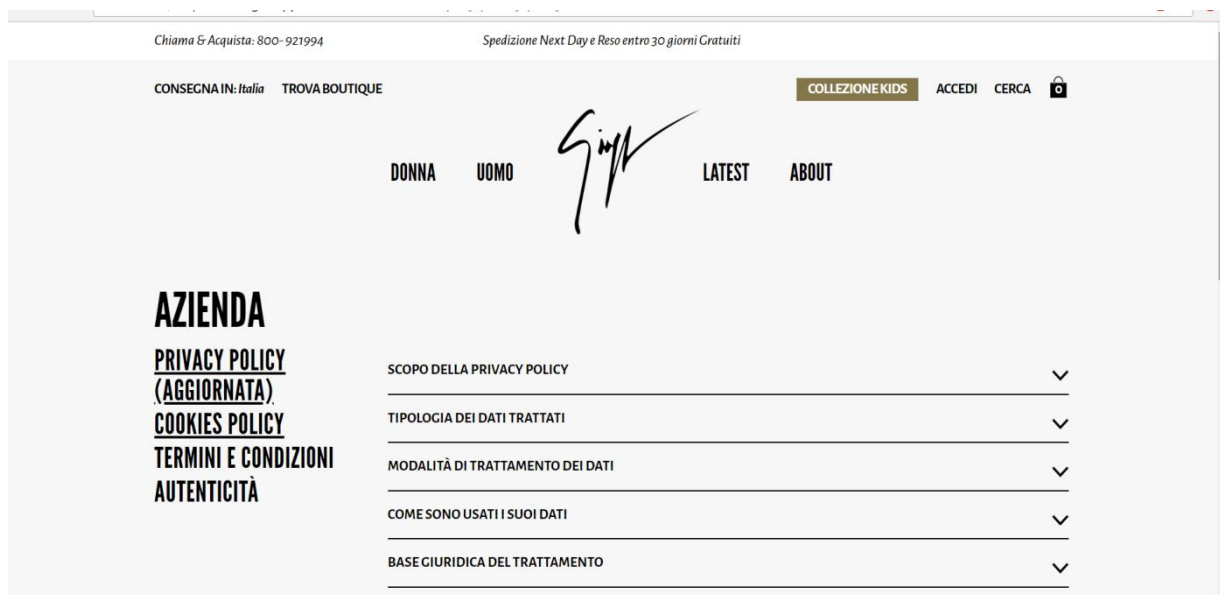 Chiama & Acquista: 800-921994
Spedizione Next Day e Reso entro 30 giorni Gratuiti
CONSEGNA IN: Italia TROVA BOUTIQUE
COLLEZIONE KIDS ACCEDI CERCA 0
DONNA UOMO LATEST ABOUT
AZIENDA
PRIVACY POLICY
(AGGIORNATA)
COOKIES POLICY
TERMINI E CONDIZIONI
AUTENTICITÀ
SCOPO DELLA PRIVACY POLICY
TIPOLOGIA DEI DATI TRATTATI
MODALITÀ DI TRATTAMENTO DEI DATI
COME SONO USATI I SUOI DATI
BASE GIURIDICA DEL TRATTAMENTO